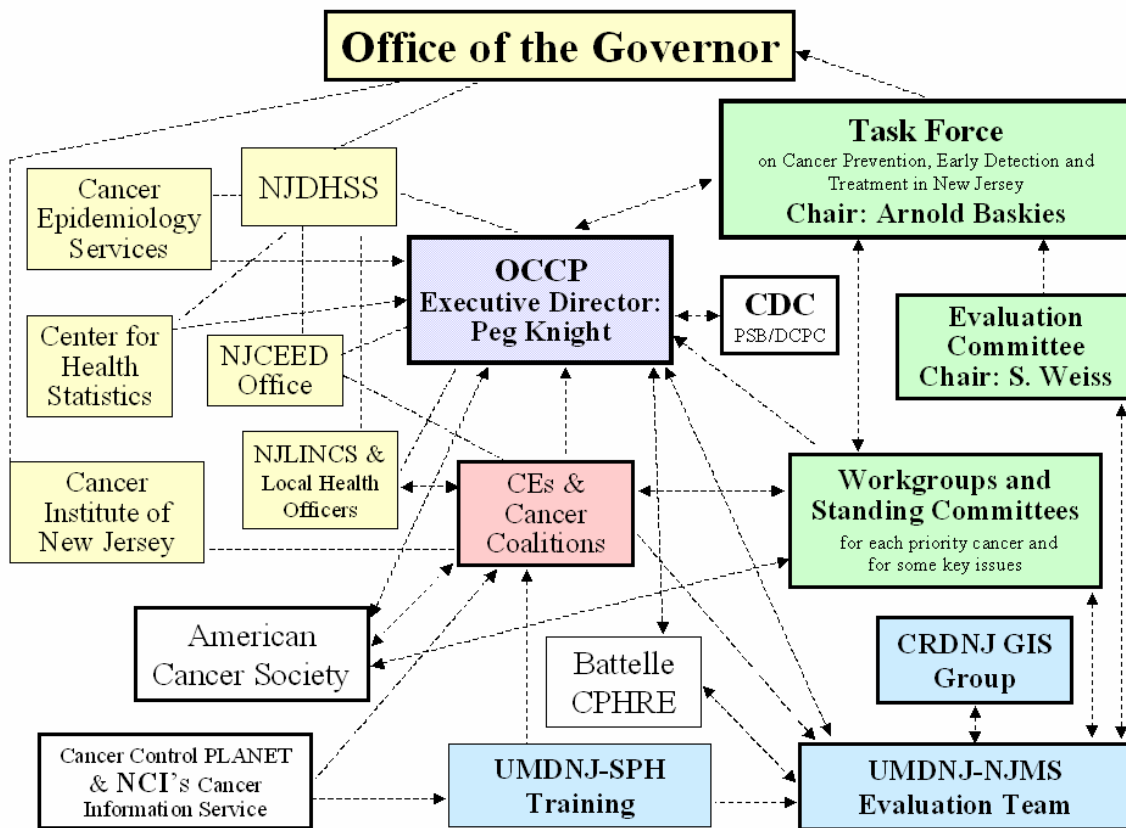 Office of the Governor
Task Force
on Cancer Prevention, Early Detection and
Treatment in New Jersey
Chair: Arnold Baskies
NJDHSS
Cancer
Epidemiology
Services
OCCP
Executive Director:
Peg Knight
CDC
PSB/DCPC
Evaluation
Committee
Chair: S. Weiss
Center for
Health
Statistics
NJCEED
Office
NJLINCS &
Local Health
Officers
CEs &
Cancer
Coalitions
Workgroups and
Standing Committees
for each priority cancer and
for some key issues
Cancer
Institute of
New Jersey
American
Cancer Society
Battelle
CPHRE
CRDNJ GIS
Group
Cancer Control PLANET
& NCI's Cancer
Information Service
UMDNJ-SPH
Training
UMDNJ-NJMS
Evaluation Team